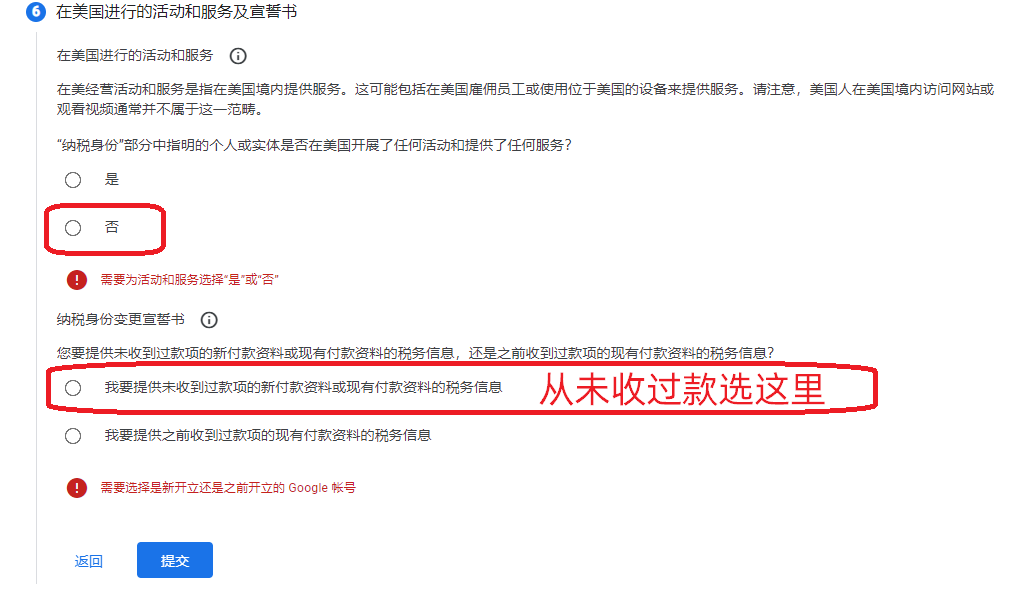 6 在美国进行的活动和服务及宣誓书
在美国进行的活动和服务
在美经营活动和服务是指在美国境内提供服务。这可能包括在美国雇佣员工或使用位于美国的设备来提供服务。请注意，美国人在美国境内访问网站或
观看视频通常并不属于这一范畴。
“纳税身份”部分中指明的个人或实体是否在美国开展了任何活动和提供了任何服务？
是
否
需要为活动和服务选择“是”或“否”
纳税身份变更宣誓书
您要提供未收到过款项的新付款资料或现有付款资料的税务信息，还是之前收到过款项的现有付款资料的税务信息？
我要提供未收到过款项的新付款资料或现有付款资料的税务信息 从未收过款选这里
我要提供之前收到过款项的现有付款资料的税务信息
需要选择是新开立还是之前开立的 Google 帐号
返回 提交